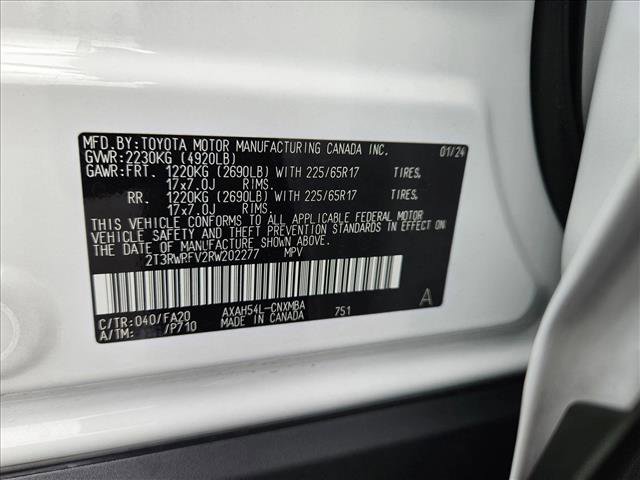 MFD.BY:TOYOTA MOTOR MANUFACTURING CANADA INC. 01/24
GVWR:2230KG (4920LB)
GAWR:FRT. 1220KG (2690LB) WITH 225/65R17 TIRES,
17x7.0J RIMS.
RR. 1220KG (2690LB) WITH 225/65R17 TIRES,
17x7.0J RIMS.
THIS VEHICLE CONFORMS TO ALL APPLICABLE FEDERAL MOTOR
VEHICLE SAFETY AND THEFT PREVENTION STANDARDS IN EFFECT ON
THE DATE OF MANUFACTURE SHOWN ABOVE.
2T3RWRFV2RW202277 MPV
C/TR:040/FA20 AXAH54L-CNXMBA 751 A
A/TM: /P710 MADE IN CANADA